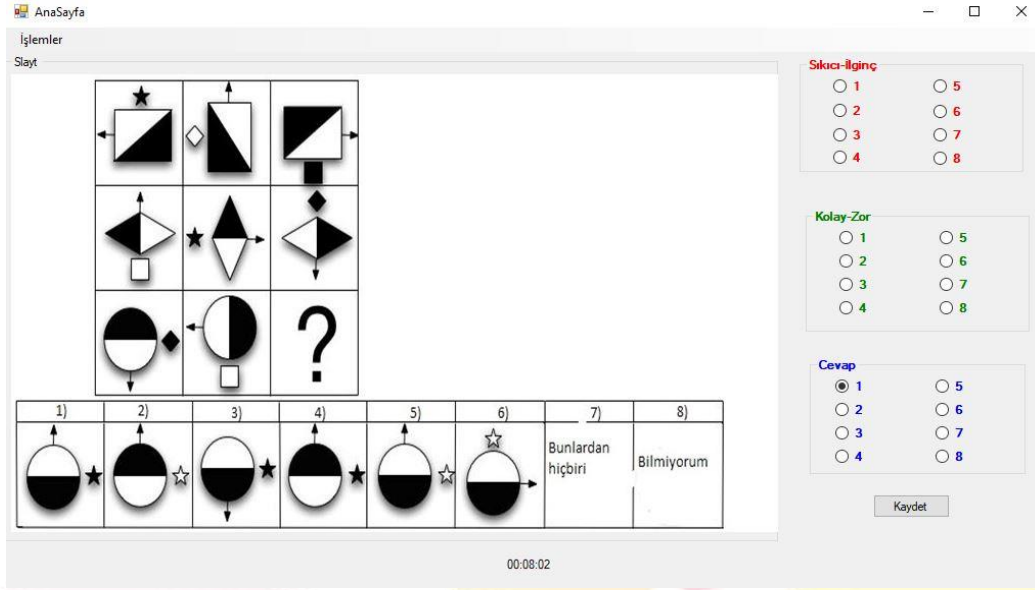 AnaSayfa
İşlemler
Slayt
?
1) 2) 3) 4) 5) 6) 7) 8)
Bunlardan
hiçbiri
Bilmiyorum
Sıkıcı-İlginç
1 5
2 6
3 7
4 8
Kolay-Zor
1 5
2 6
3 7
4 8
Cevap
1 5
2 6
3 7
4 8
Kaydet
00:08:02